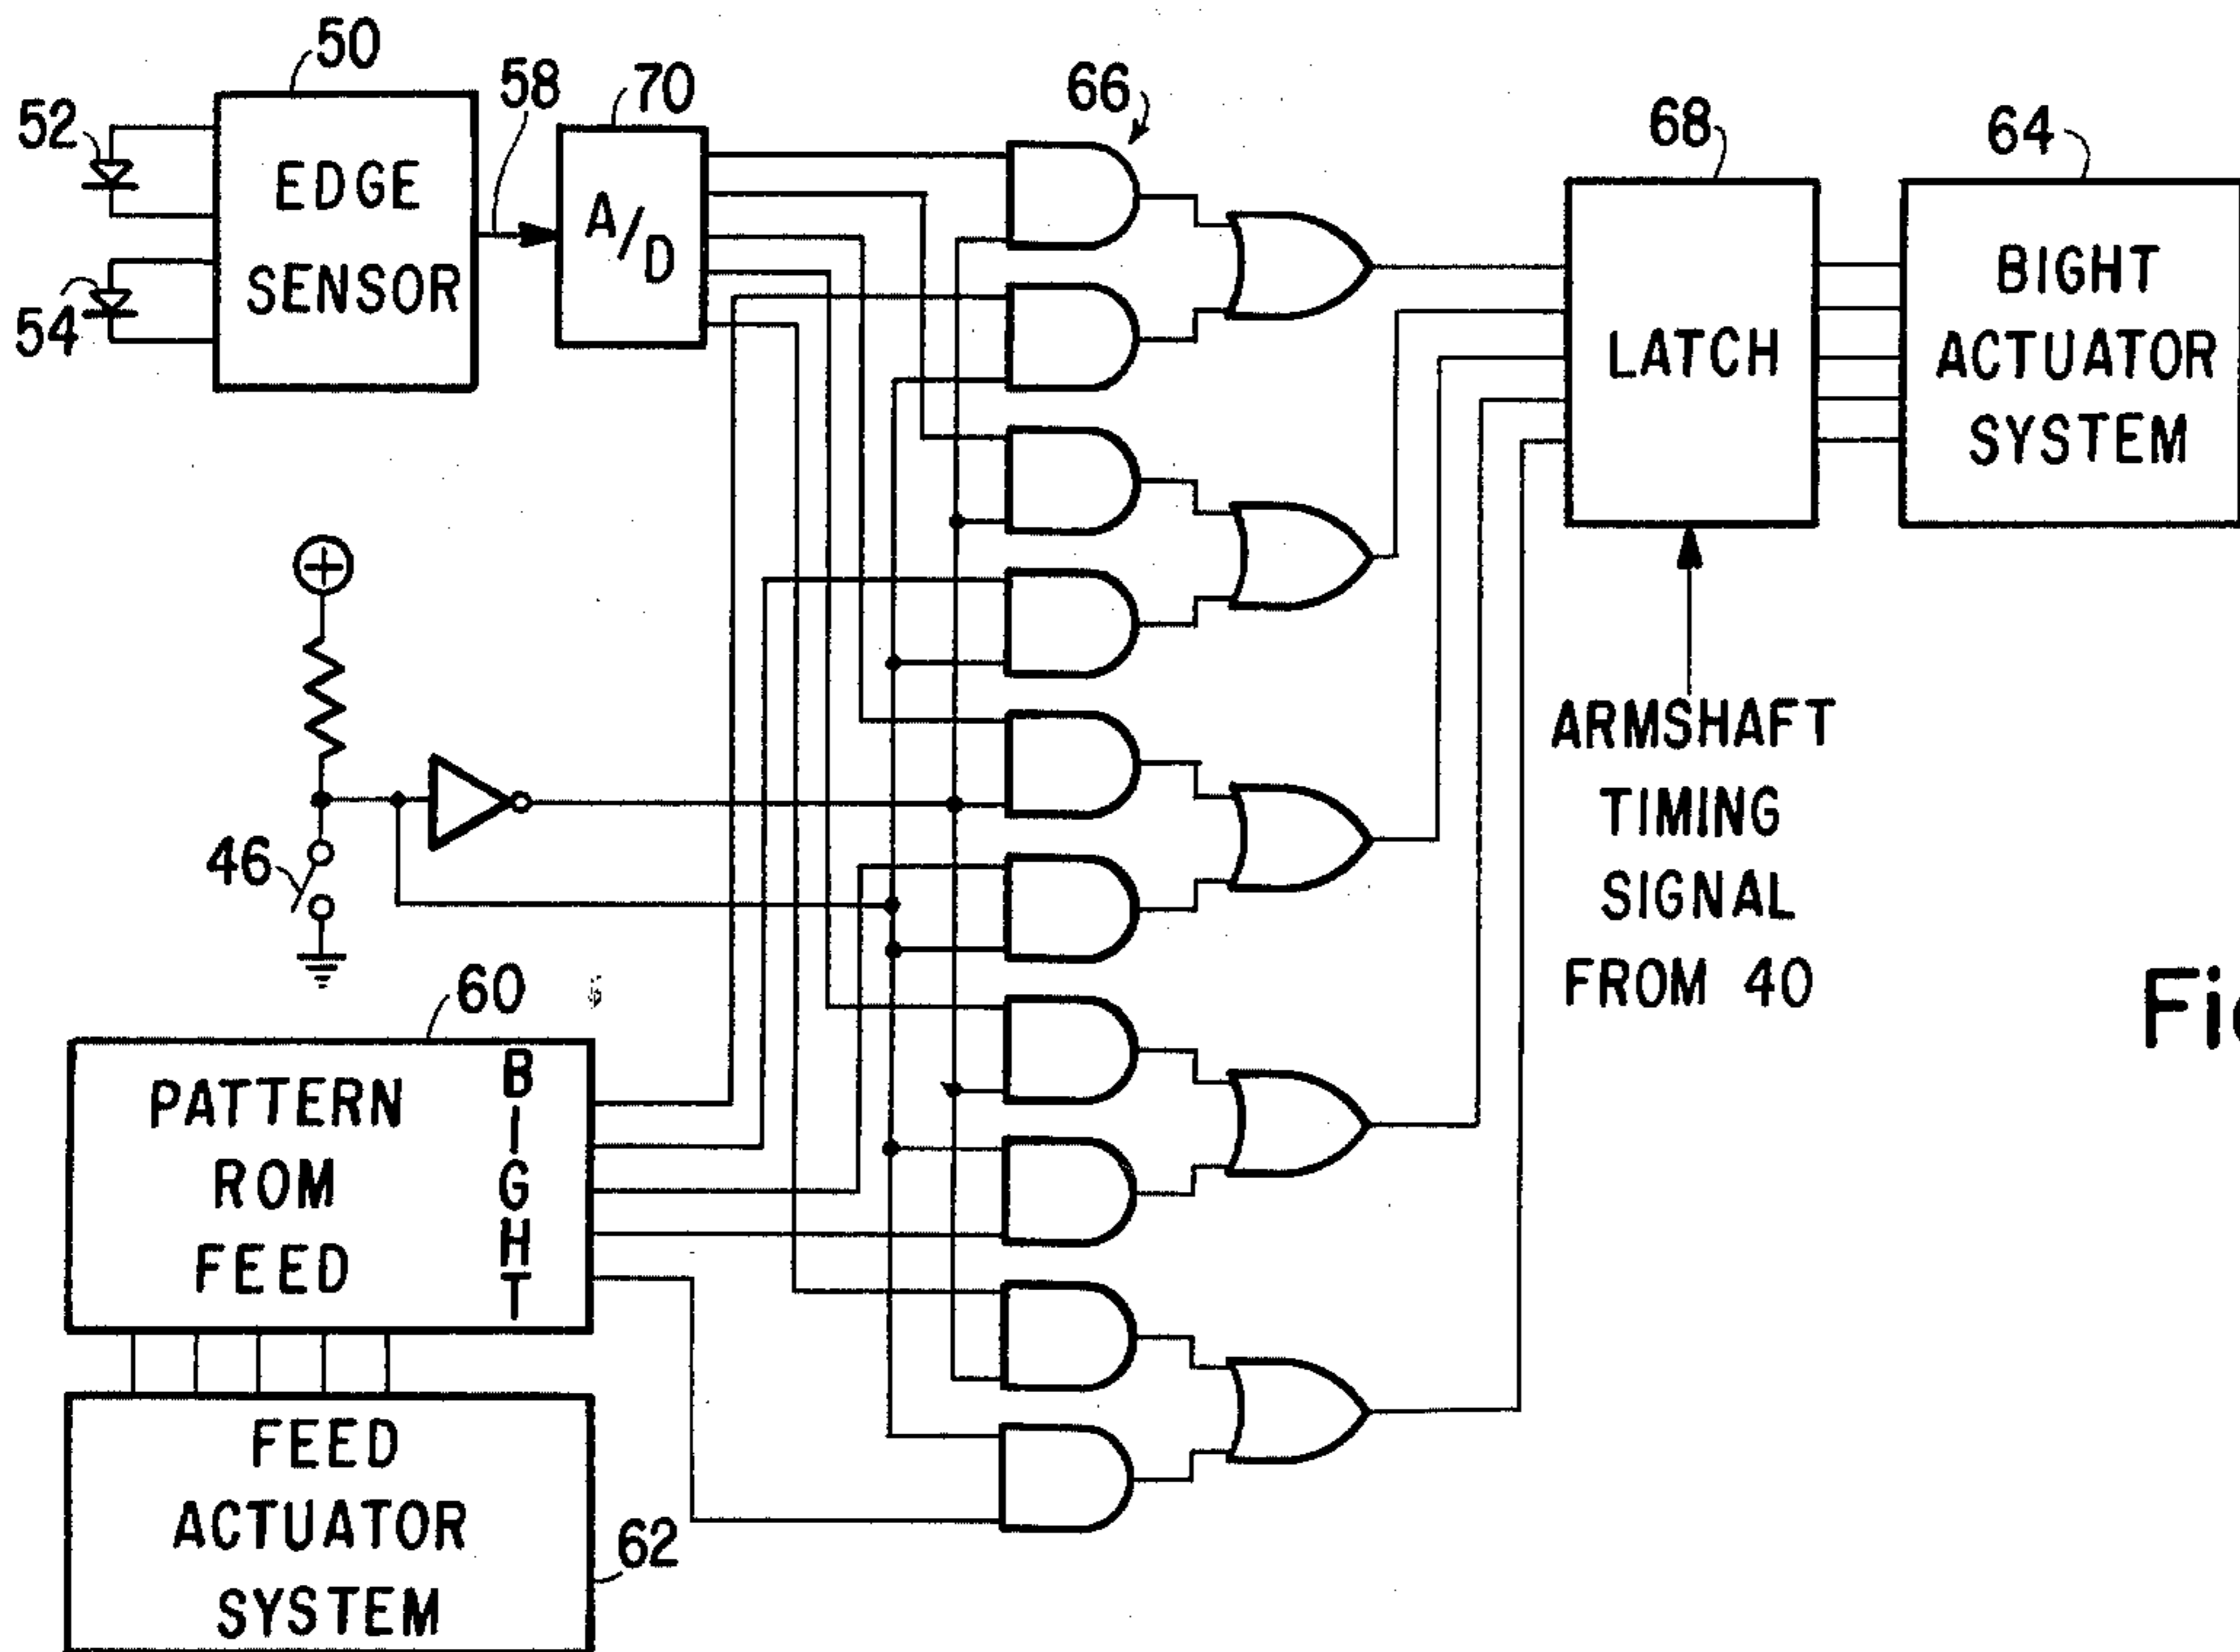 50
52
54
EDGE
SENSOR
58
70
A/D
66
68
LATCH
64
BIGHT
ACTUATOR
SYSTEM
ARMSHAFT
TIMING
SIGNAL
FROM 40
46
60
PATTERN
ROM
FEED
BIGHT
FEED
ACTUATOR
SYSTEM
62